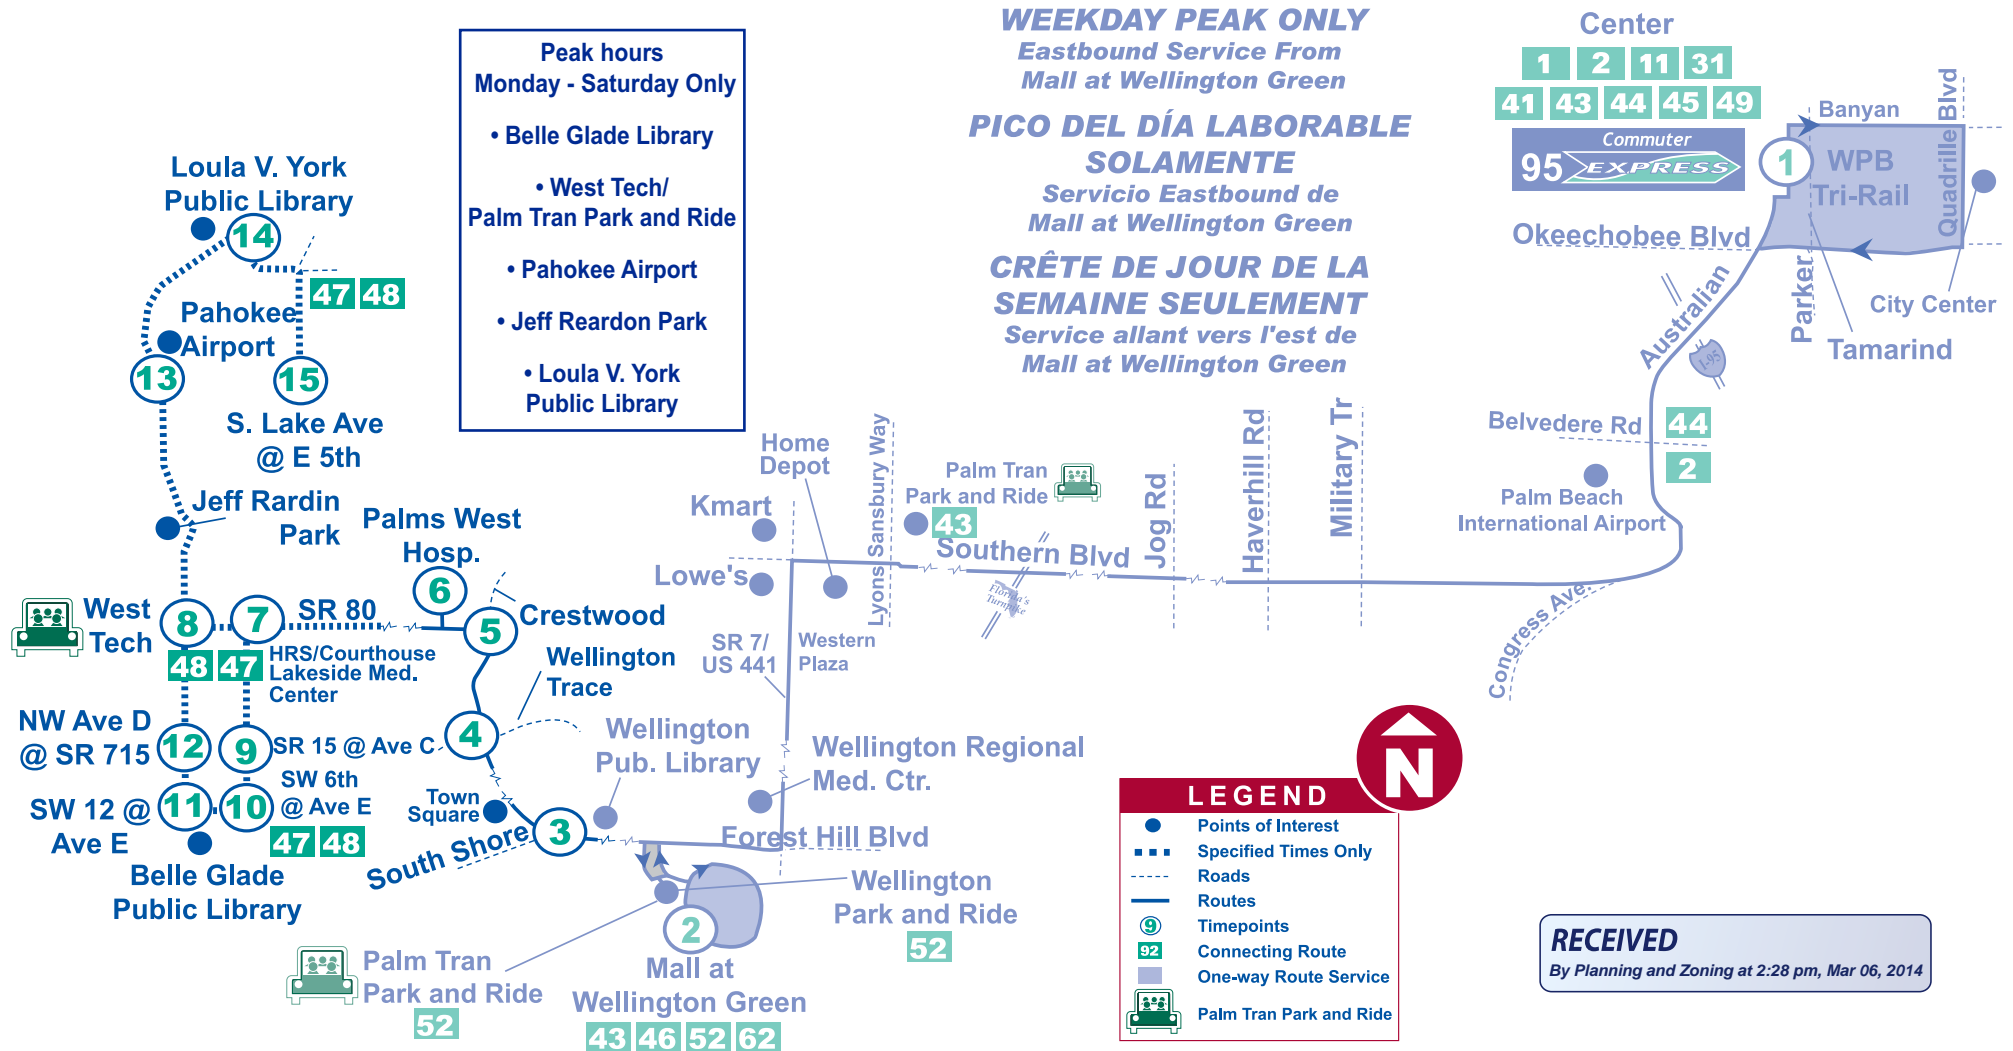 WEEKDAY PEAK ONLY
Eastbound Service From
Mall at Wellington Green
PICO DEL DÍA LABORABLE
SOLAMENTE
Servicio Eastbound de
Mall at Wellington Green
CRÊTE DE JOUR DE LA
SEMAINE SEULEMENT
Service allant vers l'est de
Mall at Wellington Green
Peak hours
Monday - Saturday Only
• Belle Glade Library
• West Tech/
Palm Tran Park and Ride
• Pahokee Airport
• Jeff Reardon Park
• Loula V. York
Public Library
Center
1 2 11 31
41 43 44 45 49
Commuter
95 EXPRESS
1
Banyan
WPB
Tri-Rail
Quadrille Blvd
Okeechobee Blvd
Australian
Parker
City Center
Tamarind
I-95
Belvedere Rd
44
2
Palm Beach
International Airport
Congress Ave.
Loula V. York
Public Library
14
47 48
Pahokee
Airport
13
15
S. Lake Ave
@ E 5th
Jeff Rardin
Park
Palms West
Hosp.
6
West
Tech
8
7
SR 80
5
Crestwood
48 47
HRS/Courthouse
Lakeside Med.
Center
Wellington
Trace
NW Ave D
@ SR 715
12
9
SR 15 @ Ave C
4
SW 12 @
Ave E
11
10
SW 6th
@ Ave E
47 48
Belle Glade
Public Library
Town
Square
South Shore
3
Wellington
Pub. Library
Kmart
Lowe's
Home
Depot
Lyons Sansbury Way
Palm Tran
Park and Ride
43
Southern Blvd
Florida's
Turnpike
Jog Rd
Haverhill Rd
Military Tr
SR 7/
US 441
Western
Plaza
Wellington Regional
Med. Ctr.
Forest Hill Blvd
Wellington
Park and Ride
52
2
Palm Tran
Park and Ride
52
Mall at
Wellington Green
43 46 52 62
N
LEGEND
Points of Interest
Specified Times Only
Roads
Routes
9 Timepoints
92 Connecting Route
One-way Route Service
Palm Tran Park and Ride
RECEIVED
By Planning and Zoning at 2:28 pm, Mar 06, 2014